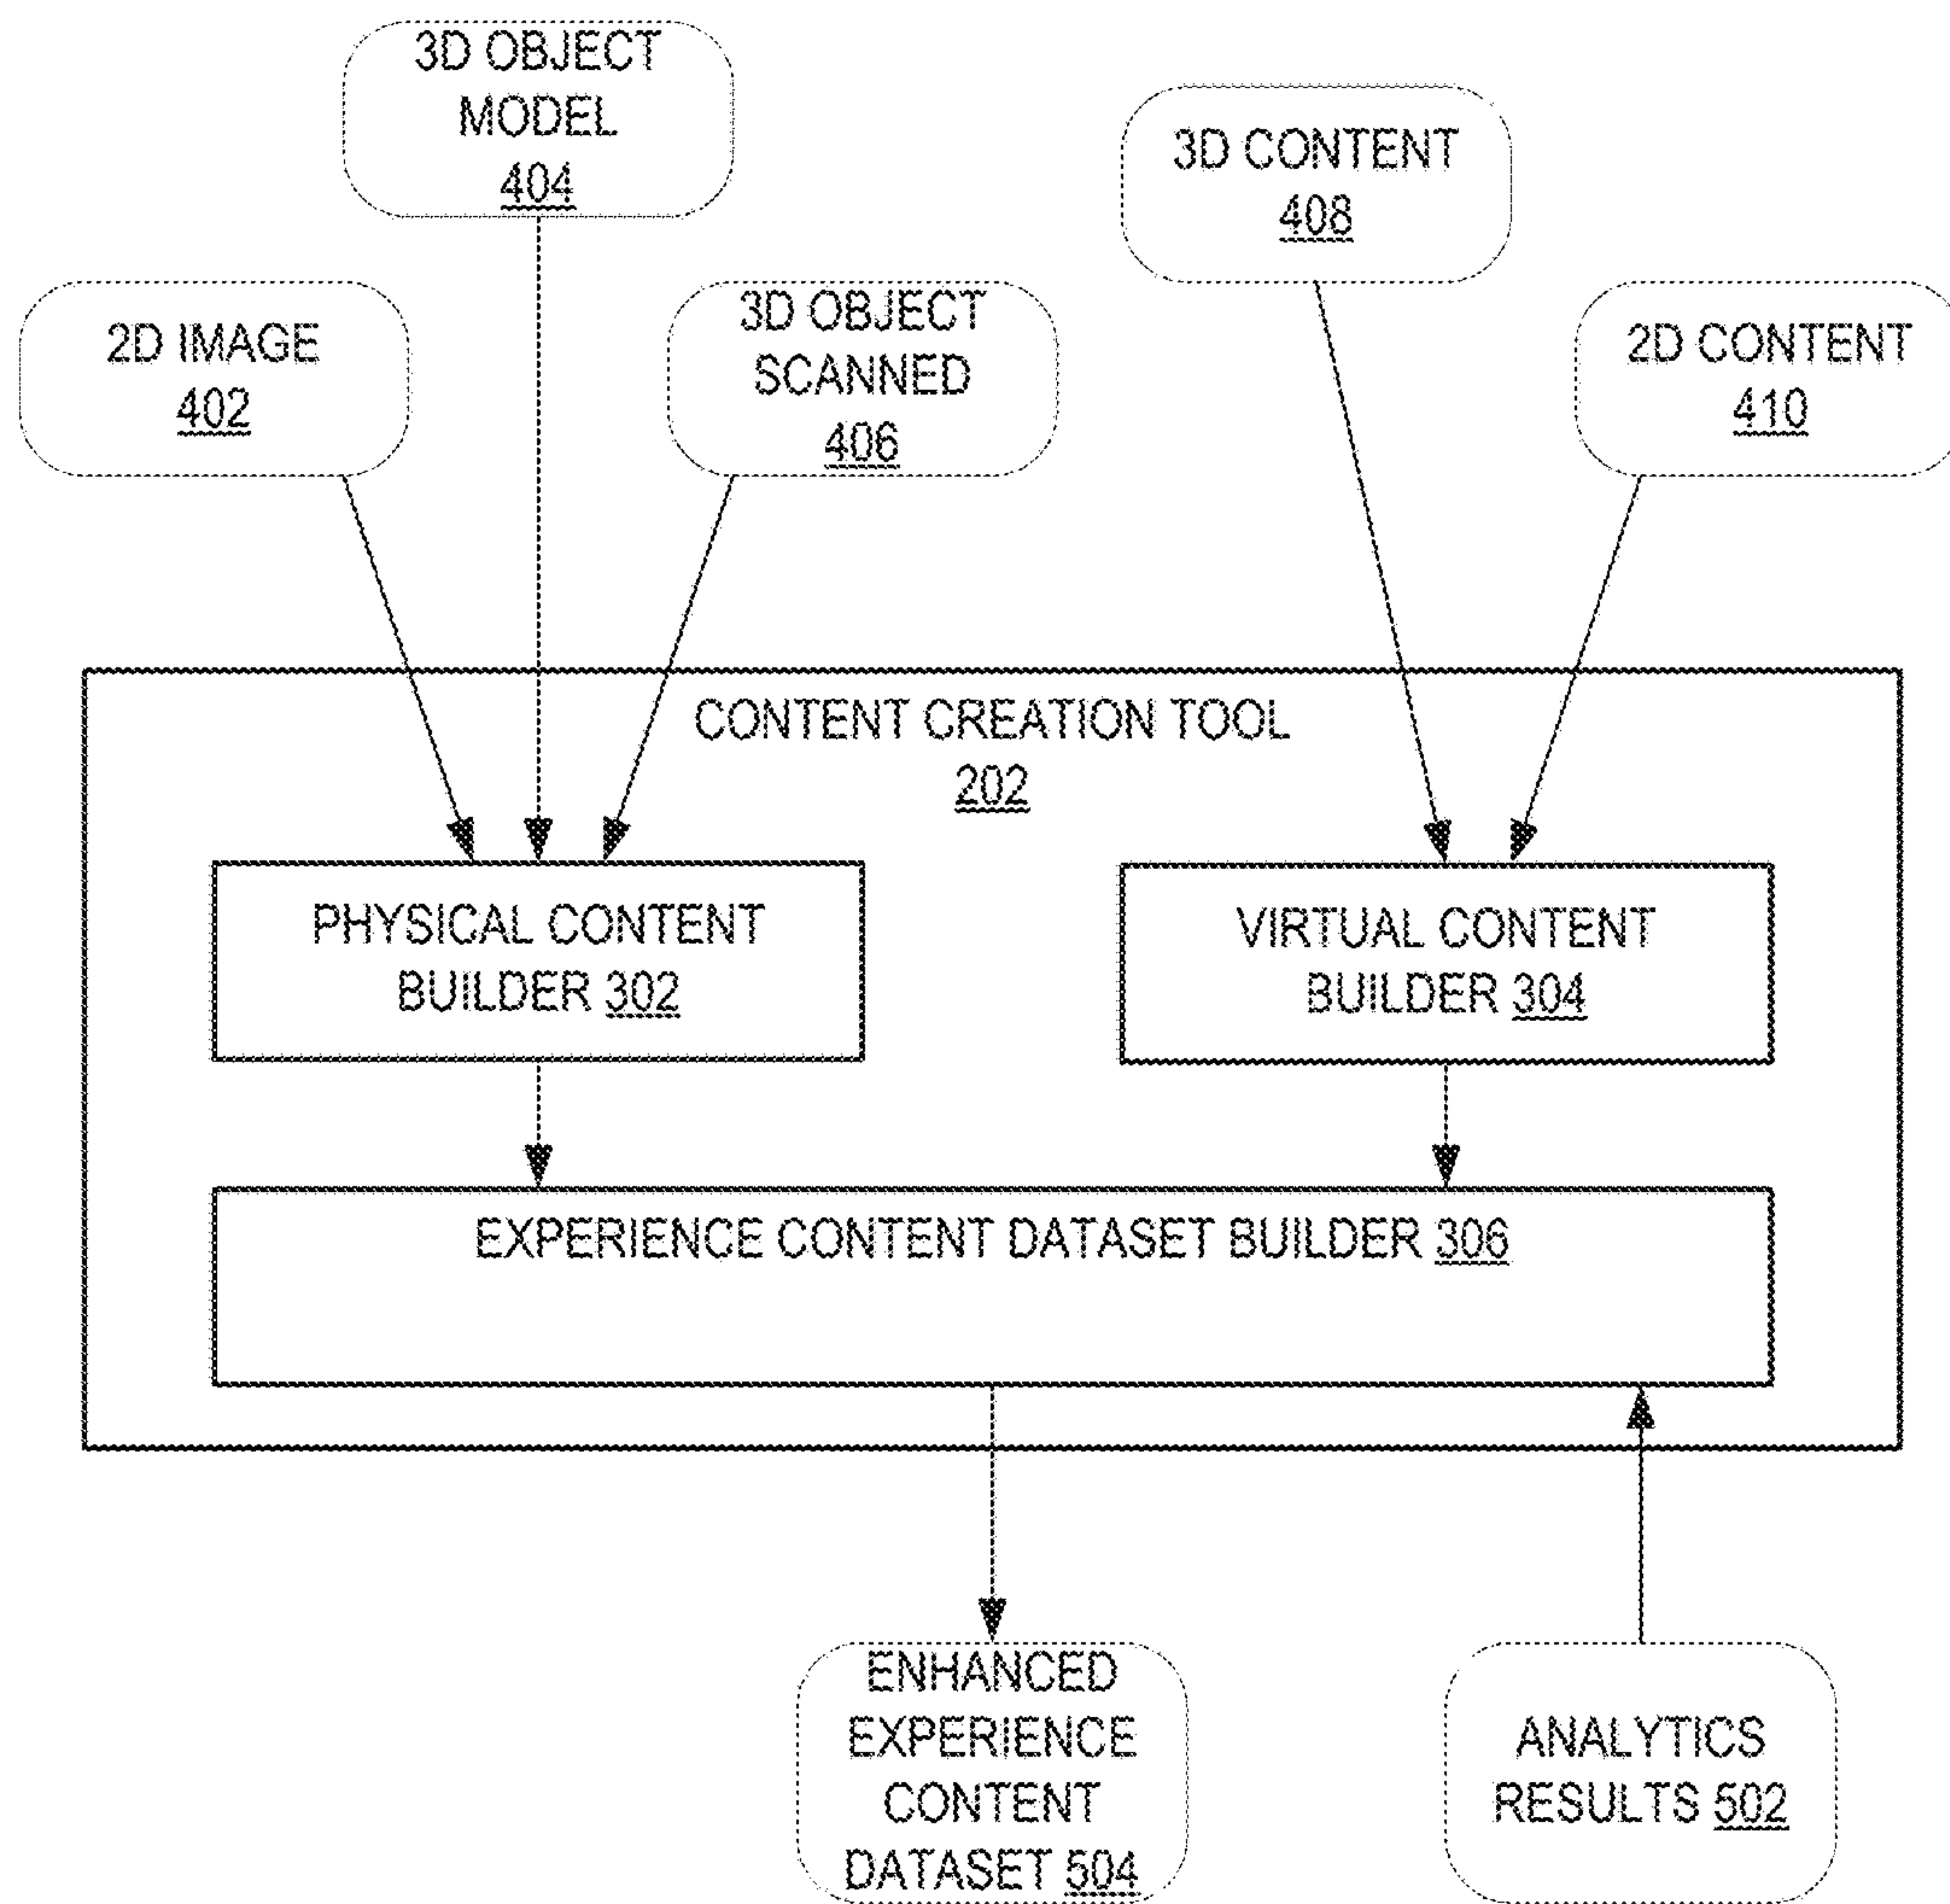 3D OBJECT
MODEL
404
3D CONTENT
408
2D IMAGE
402
3D OBJECT
SCANNED
406
2D CONTENT
410
CONTENT CREATION TOOL
202
PHYSICAL CONTENT
BUILDER 302
VIRTUAL CONTENT
BUILDER 304
EXPERIENCE CONTENT DATASET BUILDER 306
ENHANCED
EXPERIENCE
CONTENT
DATASET 504
ANALYTICS
RESULTS 502